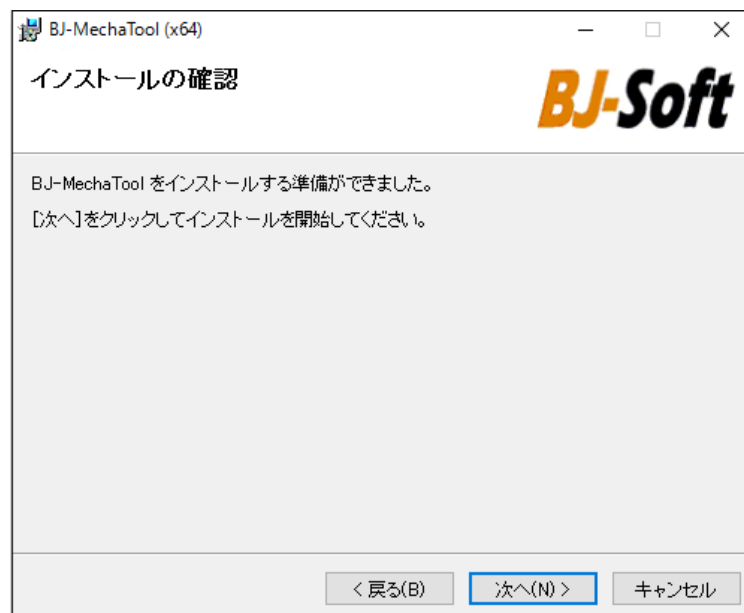 BJ-MechaTool (x64)
インストールの確認
BJ-Soft
BJ-MechaTool をインストールする準備ができました。
[次へ]をクリックしてインストールを開始してください。
< 戻る(B)
次へ(N) >
キャンセル